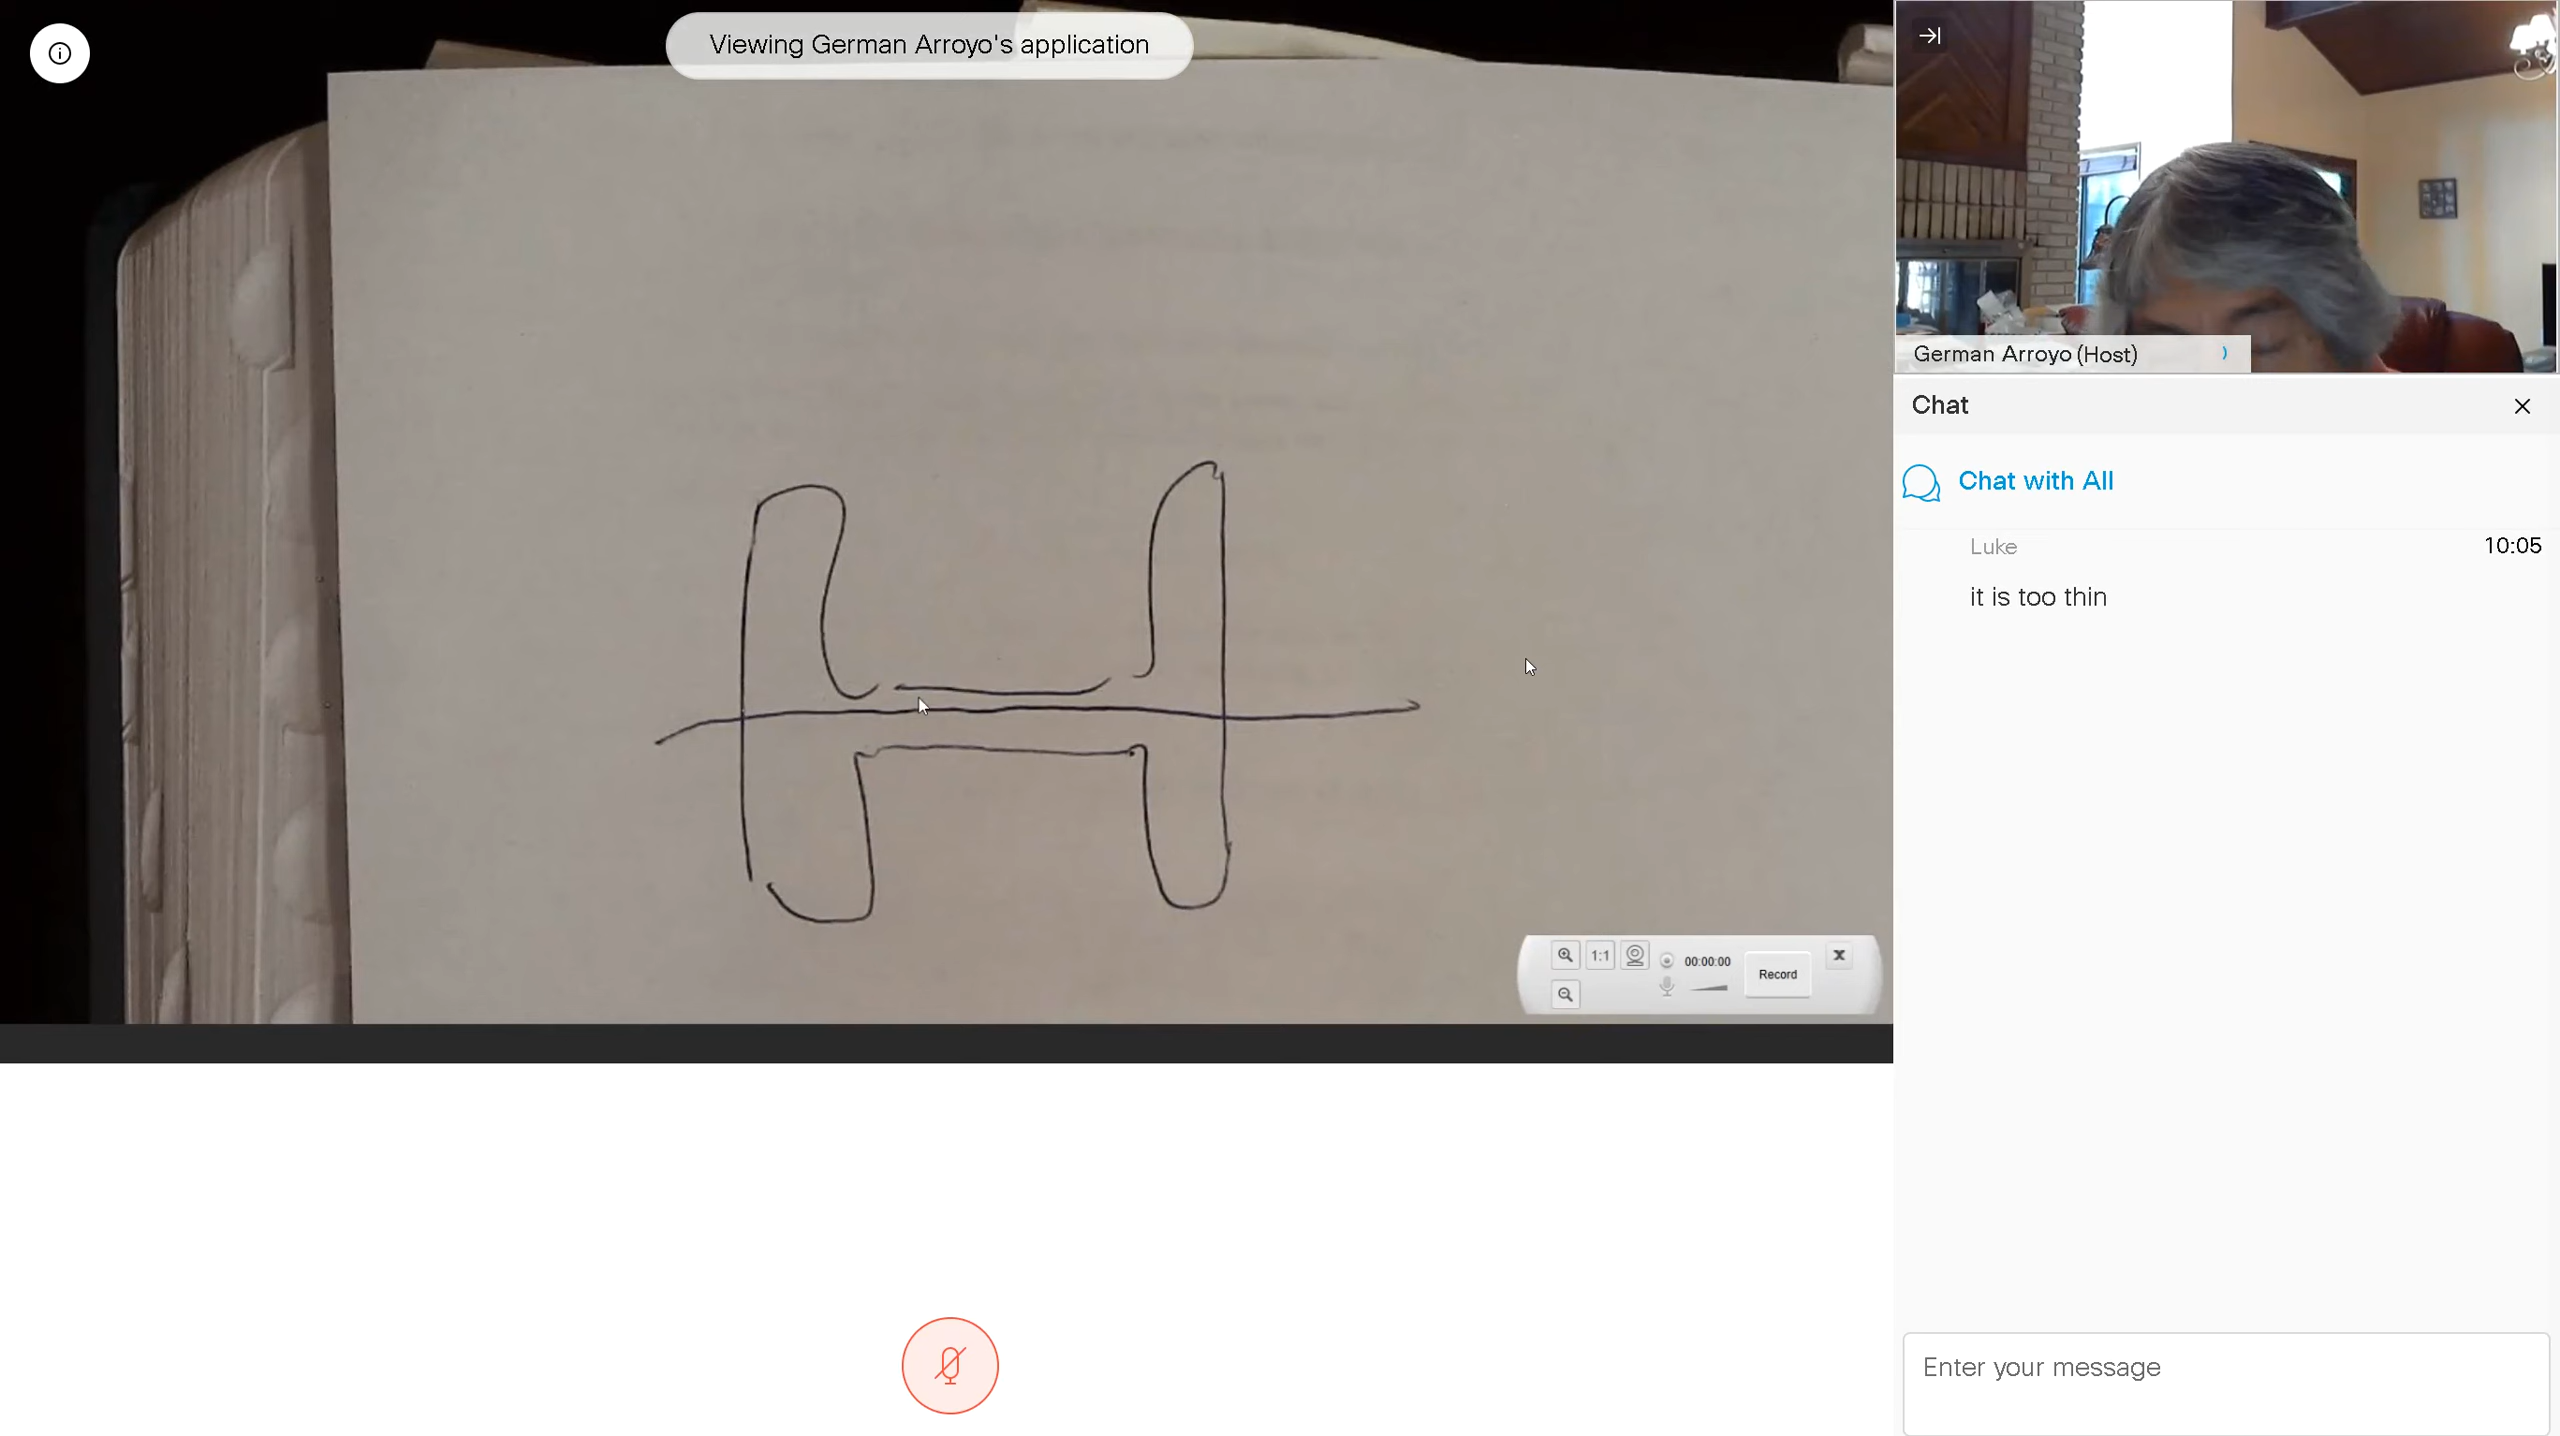 Viewing German Arroyo's application
German Arroyo (Host)
Chat
Chat with All
Luke 10:05
it is too thin
1:1
00:00:00
Record
X
Enter your message